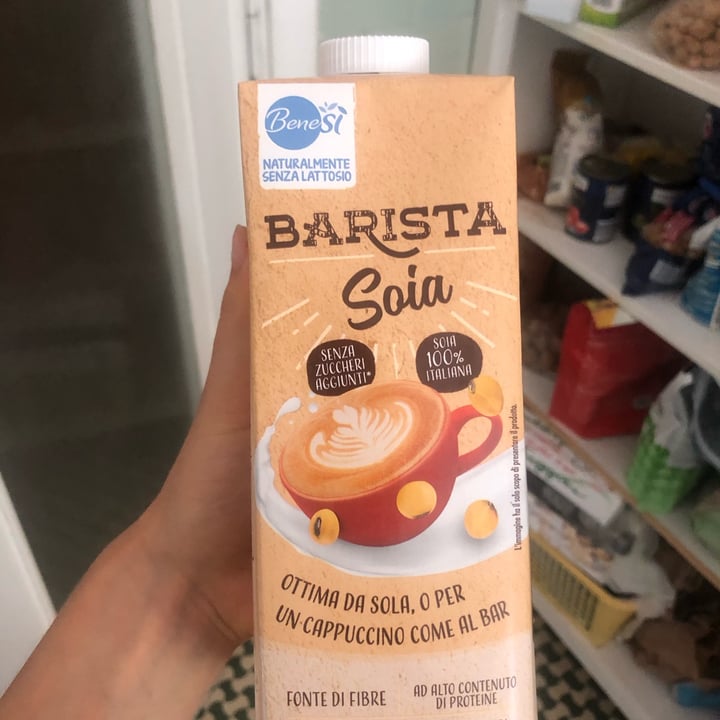 BeneSì
NATURALMENTE
SENZA LATTOSIO
BARISTA
Soia
SENZA
ZUCCHERI
AGGIUNTI*
SOIA
100%
ITALIANA
L'immagine ha il solo scopo di presentare il prodotto.
OTTIMA DA SOLA, O PER
UN CAPPUCCINO COME AL BAR
FONTE DI FIBRE
AD ALTO CONTENUTO
DI PROTEINE